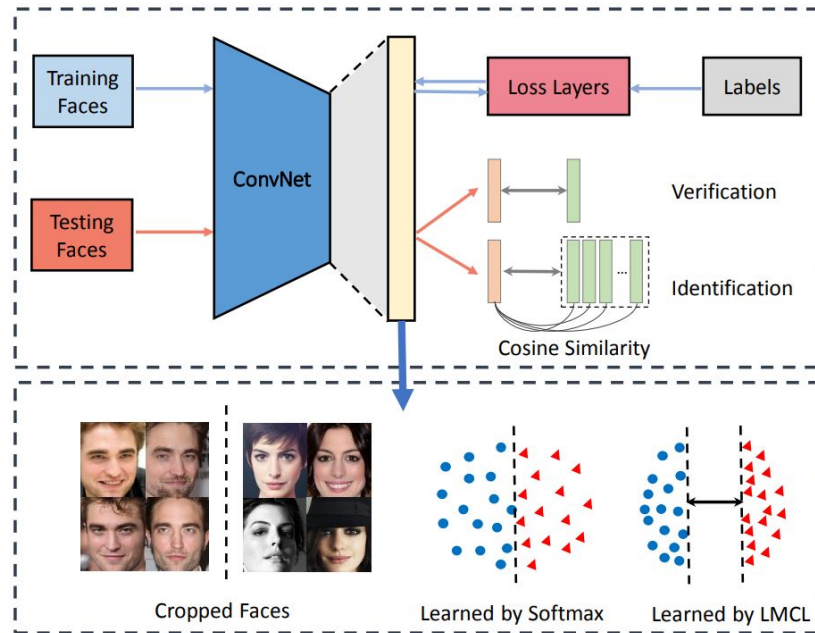 Training
Faces
Loss Layers
Labels
ConvNet
Verification
Testing
Faces
...
Identification
Cosine Similarity
Cropped Faces
Learned by Softmax
Learned by LMCL